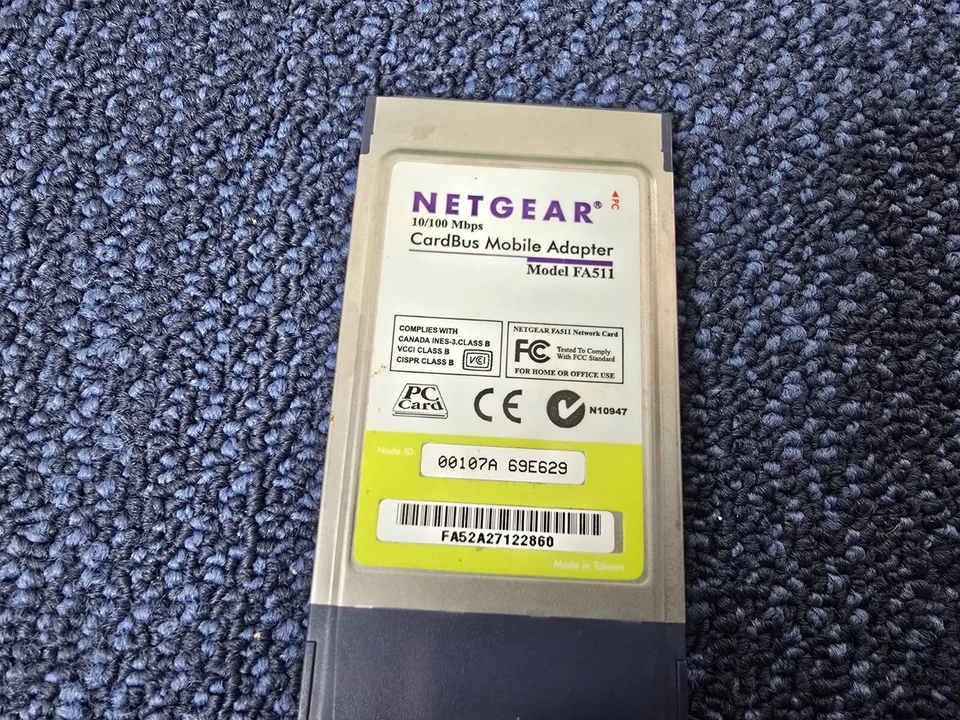 NETGEAR®
▲PC
10/100 Mbps
CardBus Mobile Adapter
Model FA511
COMPLIES WITH
CANADA INES-3.CLASS B
VCCI CLASS B
CISPR CLASS B
VCI
NETGEAR FA511 Network Card
FC
Tested To Comply
With FCC Standard
FOR HOME OR OFFICE USE
PC
Card
CE
N10947
Node ID:
00107A 69E629
FA52A27122860
Made in Taiwan